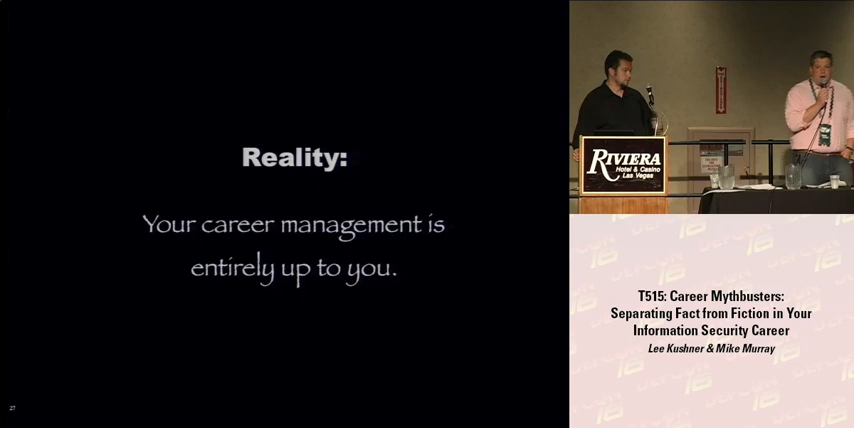 Reality:
Your career management is
entirely up to you.
27
RIVIERA
Hotel & Casino
Las Vegas
T515: Career Mythbusters:
Separating Fact from Fiction in Your
Information Security Career
Lee Kushner & Mike Murray